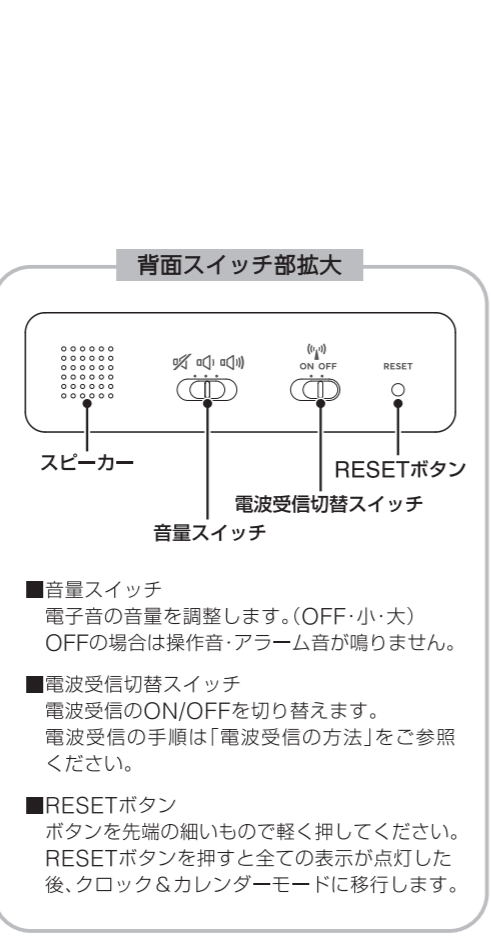 背面スイッチ部拡大
ON OFF
RESET
スピーカー
RESETボタン
電波受信切替スイッチ
音量スイッチ
■音量スイッチ
電子音の音量を調整します。(OFF･小･大)
OFFの場合は操作音･アラーム音が鳴りません。
■電波受信切替スイッチ
電波受信のON/OFFを切り替えます。
電波受信の手順は｢電波受信の方法｣をご参照
ください。
■RESETボタン
ボタンを先端の細いもので軽く押してください。
RESETボタンを押すと全ての表示が点灯した
後、クロック＆カレンダーモードに移行します。